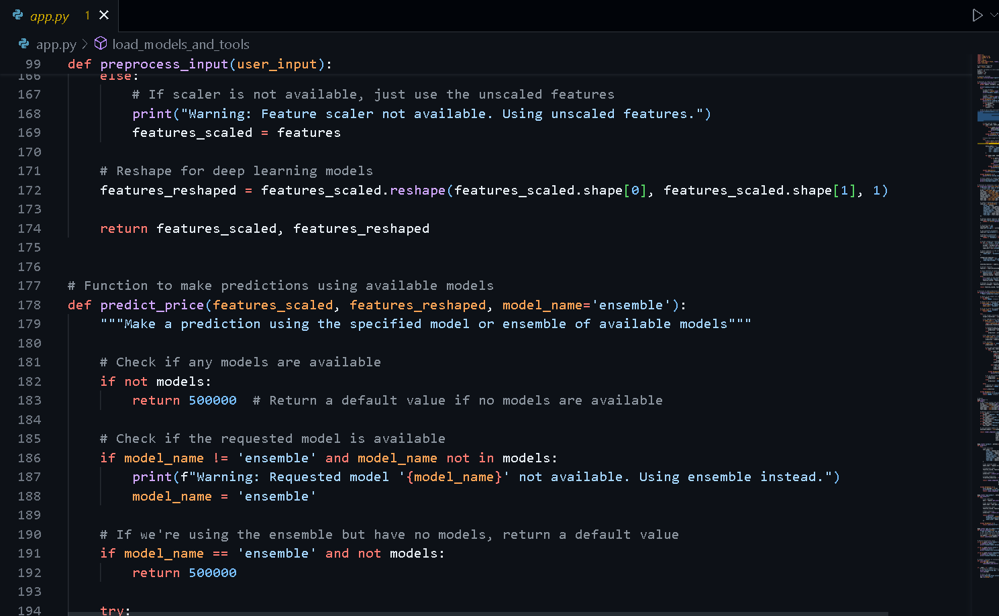 app.py 1
app.py > load_models_and_tools
99 def preprocess_input(user_input):
166 else:
167 # If scaler is not available, just use the unscaled features
168 print("Warning: Feature scaler not available. Using unscaled features.")
169 features_scaled = features
170
171 # Reshape for deep learning models
172 features_reshaped = features_scaled.reshape(features_scaled.shape[0], features_scaled.shape[1], 1)
173
174 return features_scaled, features_reshaped
175
176
177 # Function to make predictions using available models
178 def predict_price(features_scaled, features_reshaped, model_name='ensemble'):
179 """Make a prediction using the specified model or ensemble of available models"""
180
181 # Check if any models are available
182 if not models:
183 return 500000  # Return a default value if no models are available
184
185 # Check if the requested model is available
186 if model_name != 'ensemble' and model_name not in models:
187 print(f"Warning: Requested model '{model_name}' not available. Using ensemble instead.")
188 model_name = 'ensemble'
189
190 # If we're using the ensemble but have no models, return a default value
191 if model_name == 'ensemble' and not models:
192 return 500000
193
194 try: